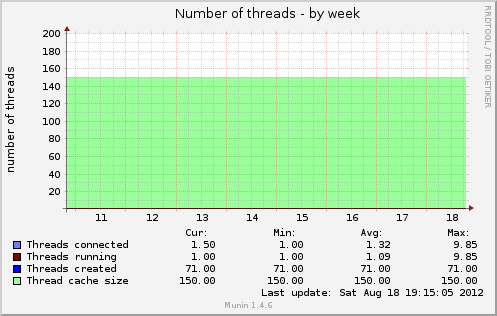 Number of threads - by week
RRDTOOL / TOBI OETIKER
number of threads
200
180
160
140
120
100
80
60
40
20
11 12 13 14 15 16 17 18
Cur: Min: Avg: Max:
Threads connected 1.50 1.00 1.32 9.85
Threads running 1.00 1.00 1.09 9.85
Threads created 71.00 71.00 71.00 71.00
Thread cache size 150.00 150.00 150.00 150.00
Last update: Sat Aug 18 19:15:05 2012
Munin 1.4.6